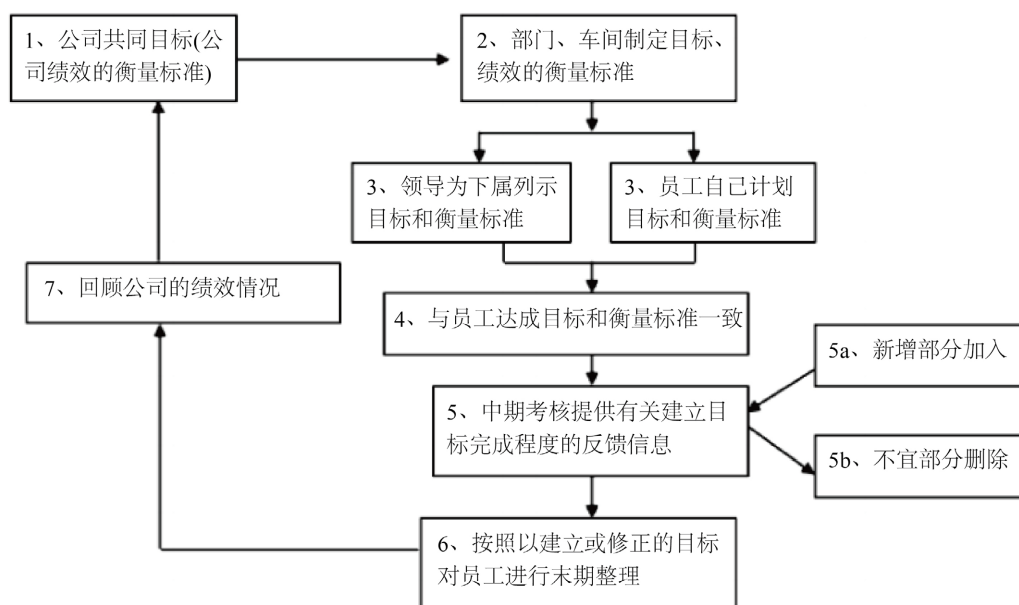 1、公司共同目标(公
司绩效的衡量标准)
2、部门、车间制定目标、
绩效的衡量标准
3、领导为下属列示
目标和衡量标准
3、员工自己计划
目标和衡量标准
7、回顾公司的绩效情况
4、与员工达成目标和衡量标准一致
5a、新增部分加入
5、中期考核提供有关建立目
标完成程度的反馈信息
5b、不宜部分删除
6、按照以建立或修正的目标
对员工进行末期整理